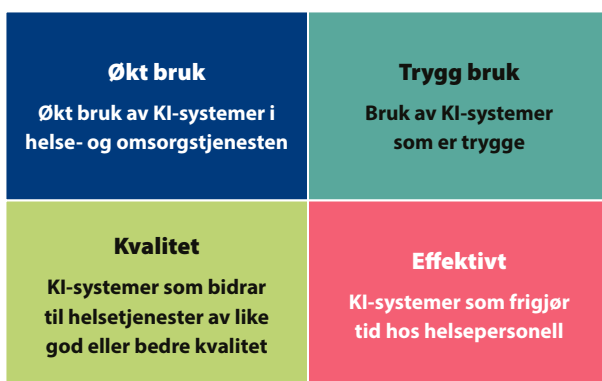 Økt bruk
Økt bruk av KI-systemer i
helse- og omsorgstjenesten
Trygg bruk
Bruk av KI-systemer
som er trygge
Kvalitet
KI-systemer som bidrar
til helsetjenester av like
god eller bedre kvalitet
Effektivt
KI-systemer som frigjør
tid hos helsepersonell